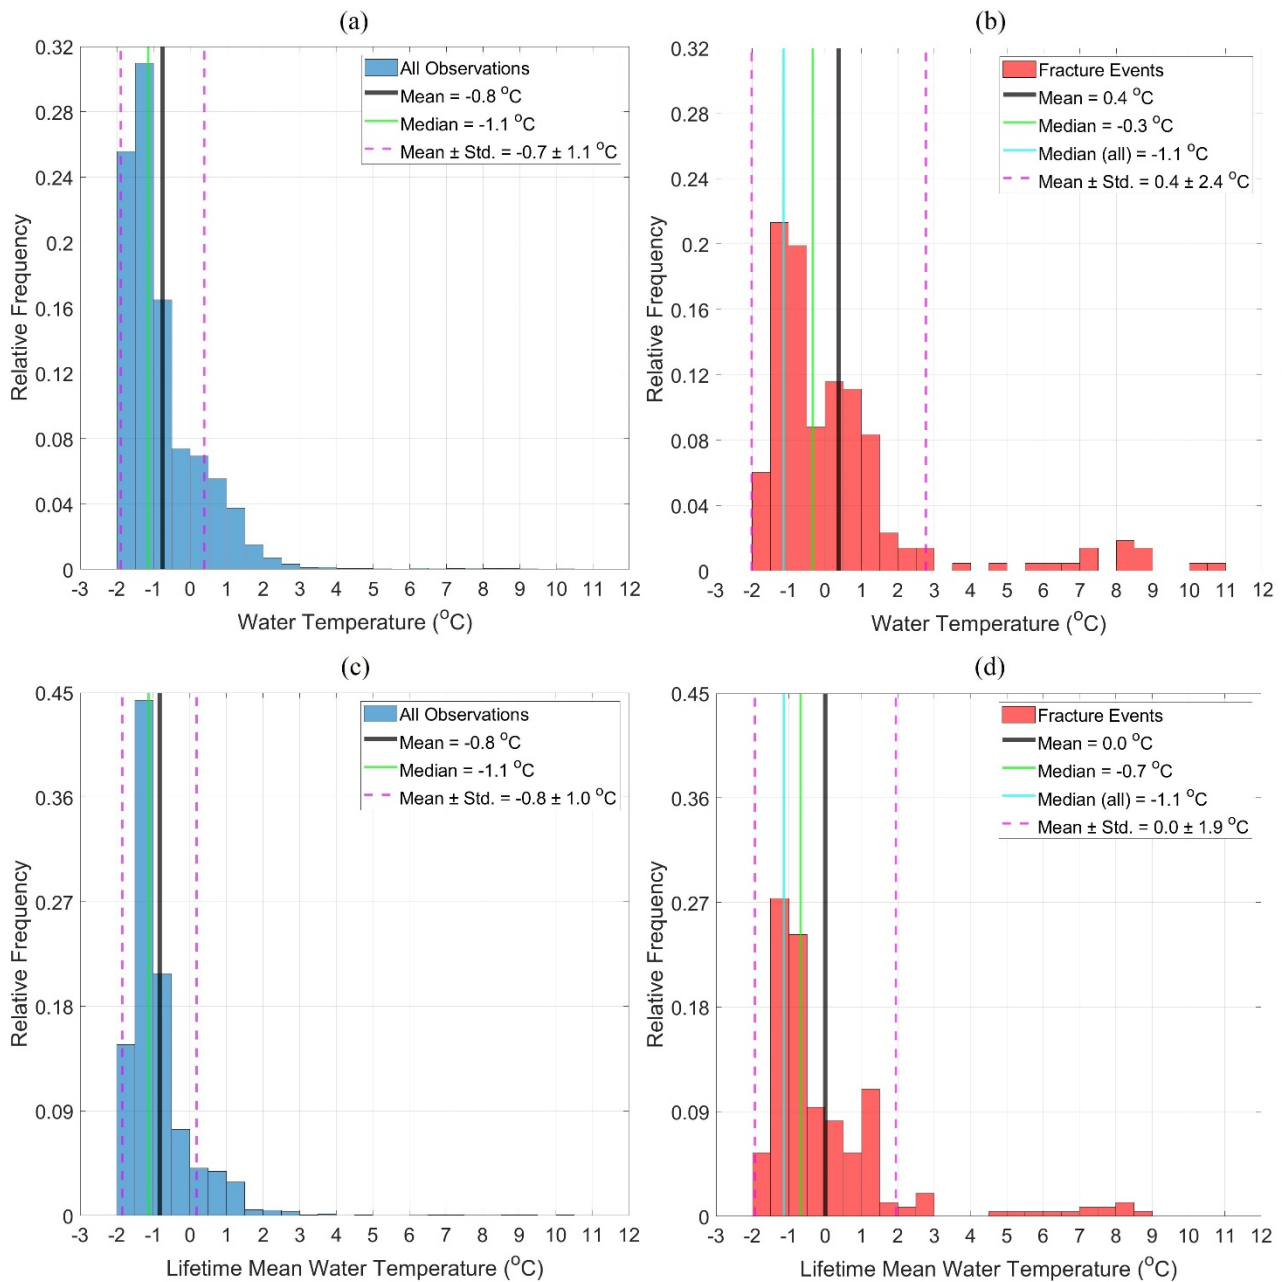 (a)
0.32
0.28
0.24
0.2
0.16
0.12
0.08
0.04
0
Relative Frequency
All Observations
Mean = -0.8 °C
Median = -1.1 °C
Mean ± Std. = -0.7 ± 1.1 °C
-3 -2 -1 0 1 2 3 4 5 6 7 8 9 10 11 12
Water Temperature (°C)
(b)
0.32
0.28
0.24
0.2
0.16
0.12
0.08
0.04
0
Relative Frequency
Fracture Events
Mean = 0.4 °C
Median = -0.3 °C
Median (all) = -1.1 °C
Mean ± Std. = 0.4 ± 2.4 °C
-3 -2 -1 0 1 2 3 4 5 6 7 8 9 10 11 12
Water Temperature (°C)
(c)
0.45
0.36
0.27
0.18
0.09
0
Relative Frequency
All Observations
Mean = -0.8 °C
Median = -1.1 °C
Mean ± Std. = -0.8 ± 1.0 °C
-3 -2 -1 0 1 2 3 4 5 6 7 8 9 10 11 12
Lifetime Mean Water Temperature (°C)
(d)
0.45
0.36
0.27
0.18
0.09
0
Relative Frequency
Fracture Events
Mean = 0.0 °C
Median = -0.7 °C
Median (all) = -1.1 °C
Mean ± Std. = 0.0 ± 1.9 °C
-3 -2 -1 0 1 2 3 4 5 6 7 8 9 10 11 12
Lifetime Mean Water Temperature (°C)